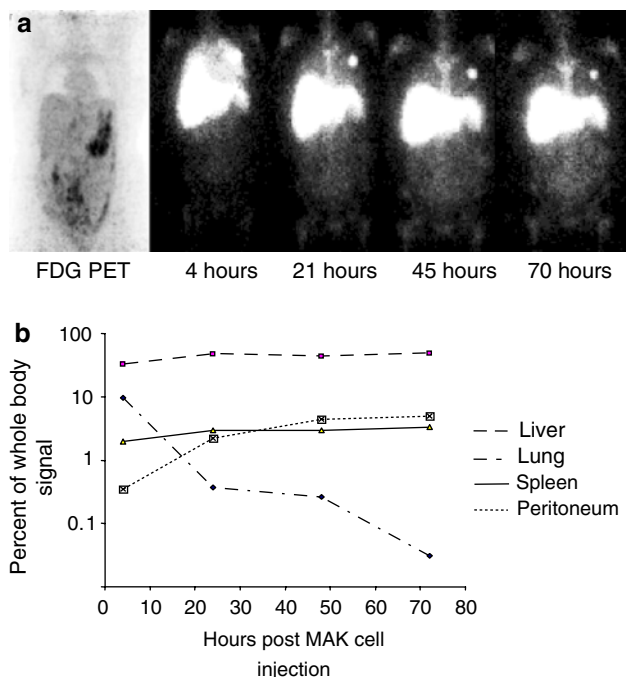 a
FDG PET 4 hours 21 hours 45 hours 70 hours
b
100
10
1
0.1
Percent of whole body
signal
0 10 20 30 40 50 60 70 80
Hours post MAK cell
injection
Liver
Lung
Spleen
Peritoneum